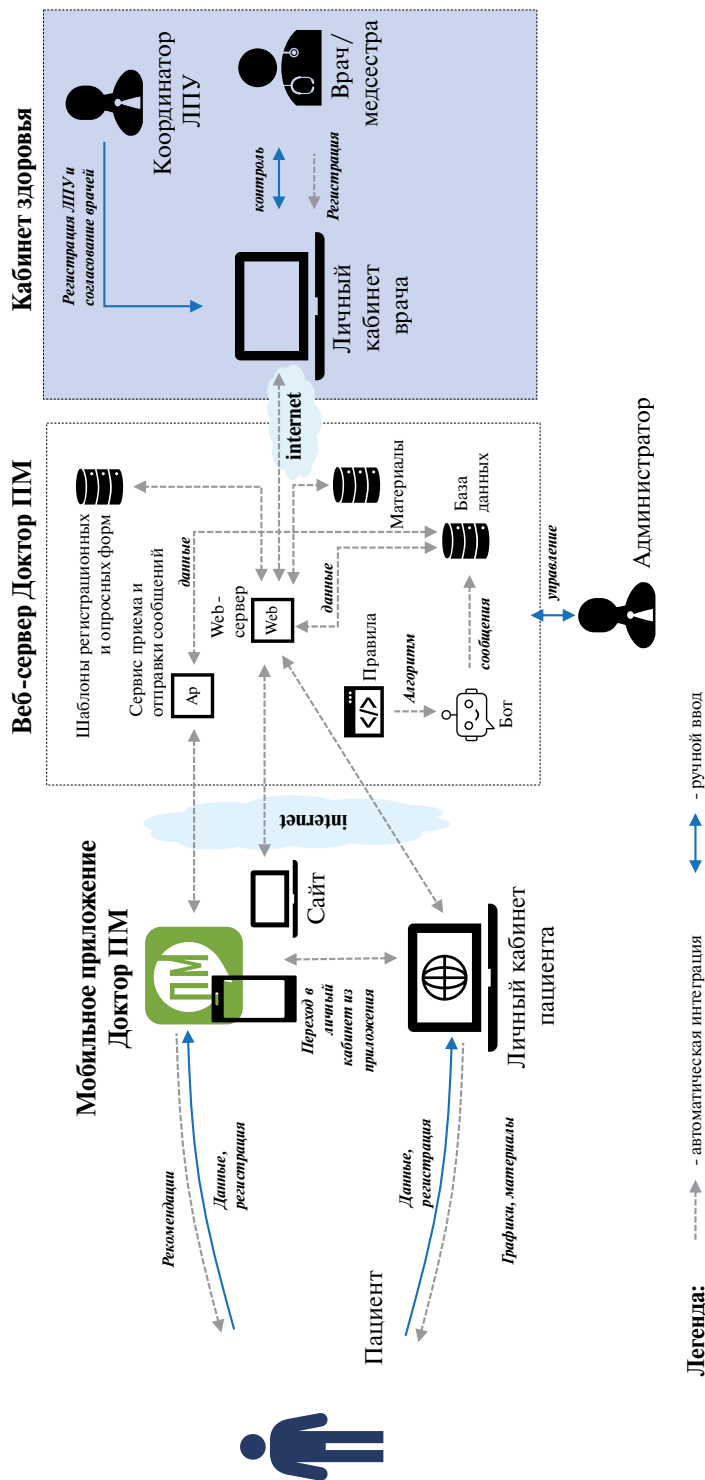 Мобильное приложение
Доктор ПМ
Веб-сервер Доктор ПМ
Кабинет здоровья
Рекомендации
Данные,
регистрация
ПМ
Переход в
личный
кабинет из
приложения
Сайт
Пациент
Данные,
регистрация
Графики, материалы
Личный кабинет
пациента
internet
Шаблоны регистрационных
и опросных форм
Сервис приема и
отправки сообщений
Ap
данные
Web-
сервер
Web
данные
Материалы
Правила
Алгоритм
Бот
сообщения
База
данных
internet
управление
Администратор
Регистрация ЛПУ и
согласование врачей
Координатор
ЛПУ
контроль
Регистрация
Врач /
медсестра
Личный
кабинет
врача
Легенда:
- автоматическая интеграция
- ручной ввод